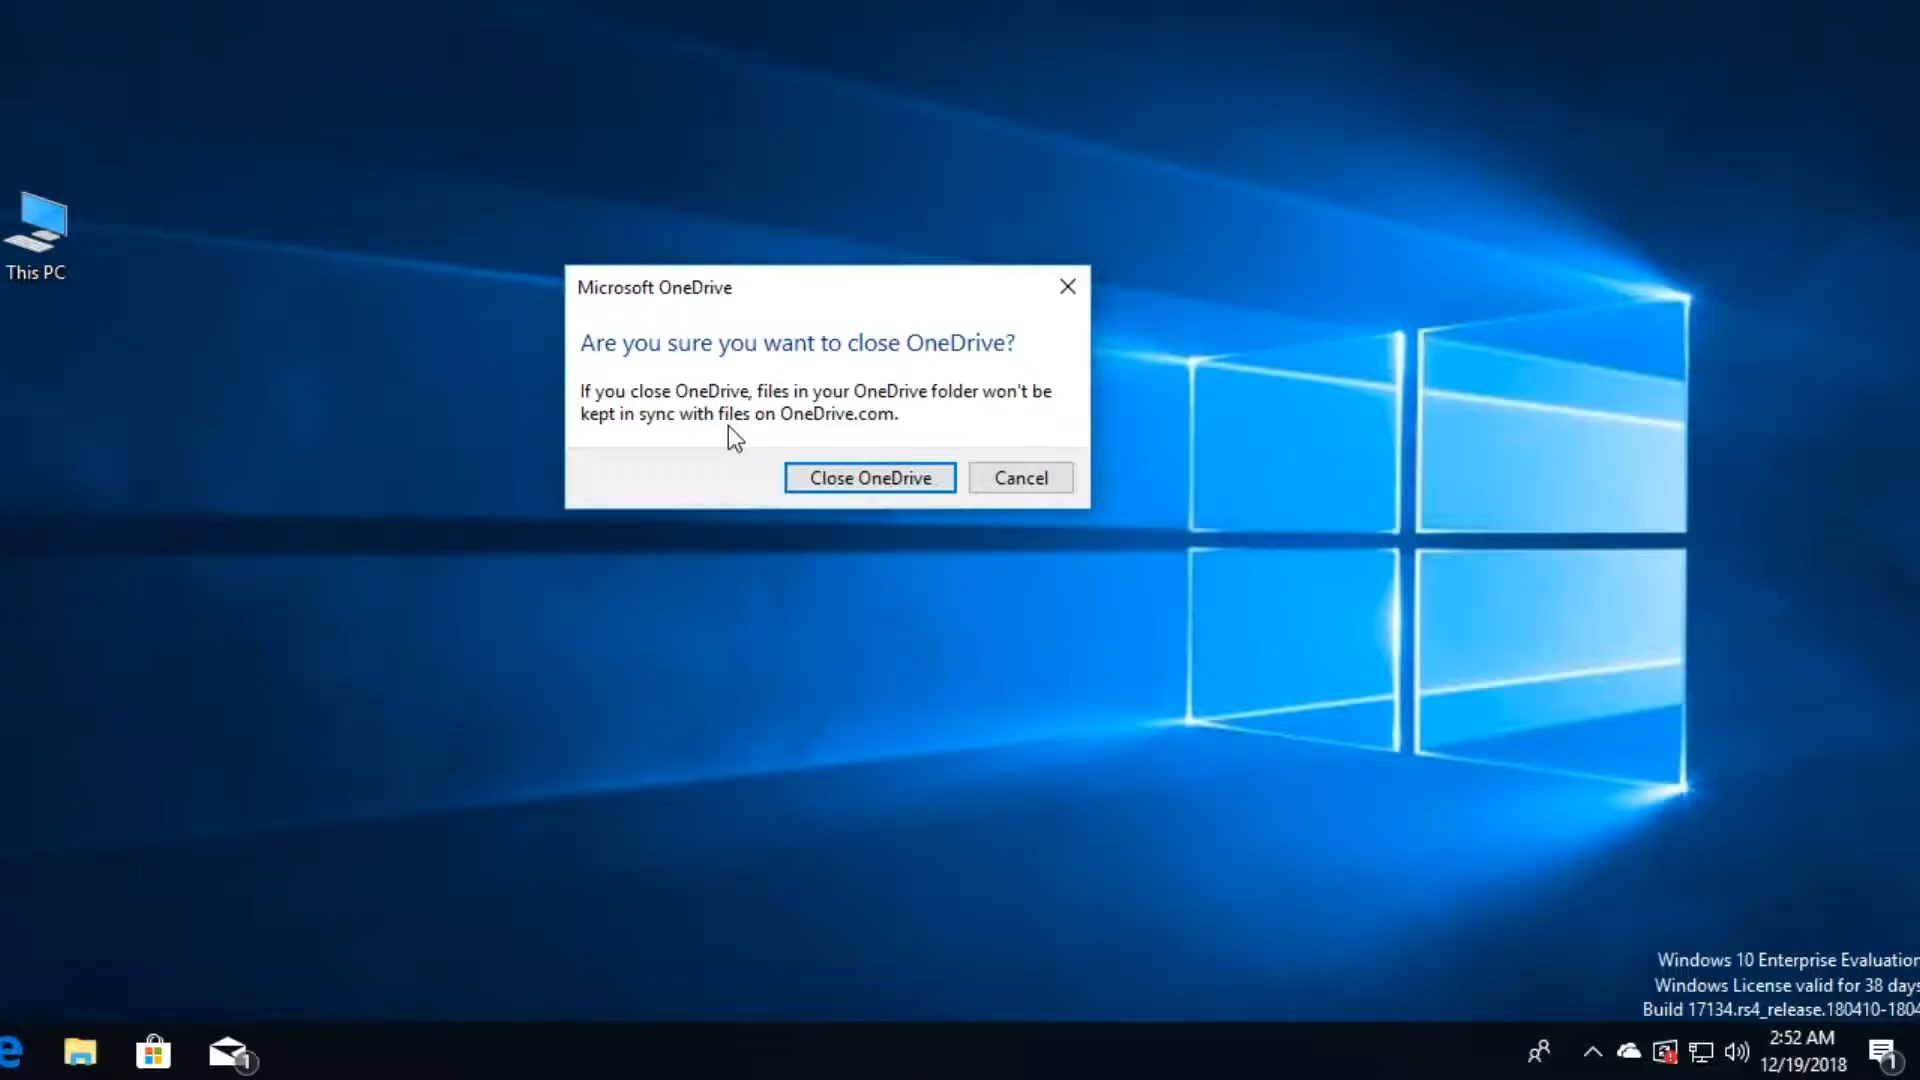 This PC
Microsoft OneDrive
Are you sure you want to close OneDrive?
If you close OneDrive, files in your OneDrive folder won't be
kept in sync with files on OneDrive.com.
Close OneDrive
Cancel
Windows 10 Enterprise Evaluation
Windows License valid for 38 days
Build 17134.rs4_release.180410-1804
1
2:52 AM
12/19/2018
1